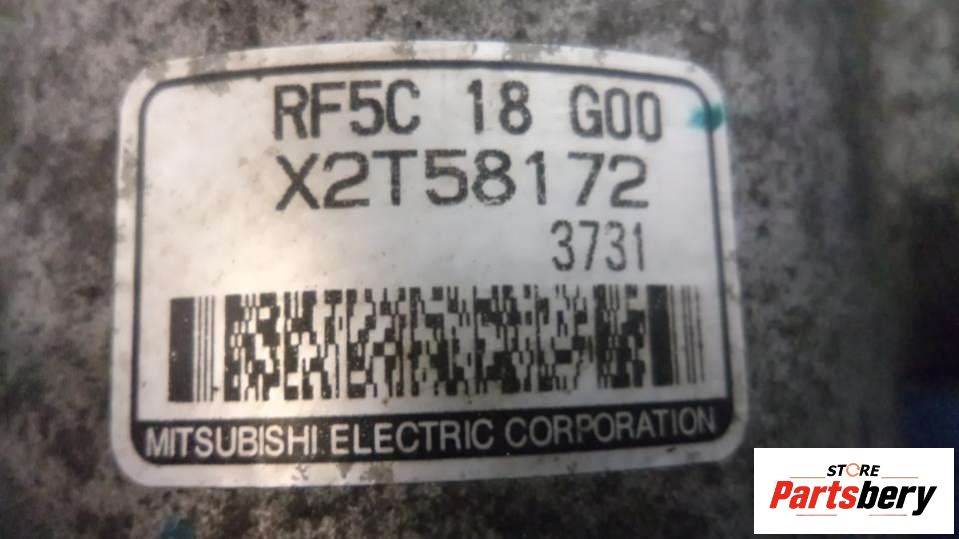 RF5C 18 G00
X2T58172
3731
MITSUBISHI ELECTRIC CORPORATION
STORE
Partsbery